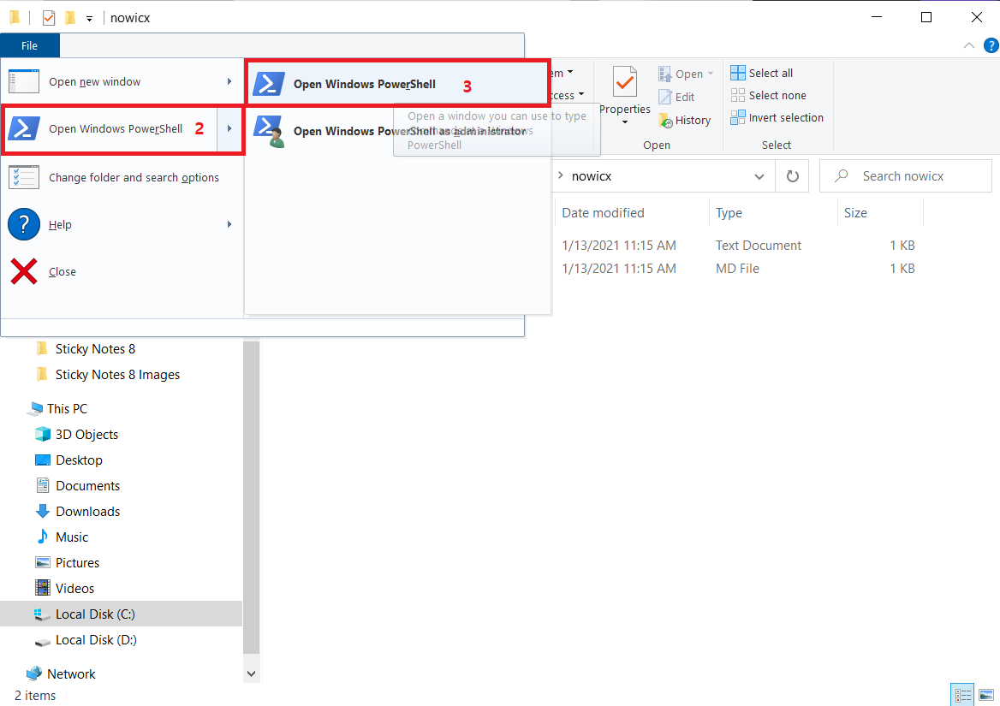 nowicx
File
Open new window
Open Windows PowerShell 2
Change folder and search options
Help
Close
Open Windows PowerShell 3
Open Windows PowerShell as administrator
Open a window you can use to type
PowerShell
em
ccess
Properties
Open
Edit
History
Open
Select all
Select none
Invert selection
Select
nowicx
Search nowicx
Date modified Type Size
1/13/2021 11:15 AM Text Document 1 KB
1/13/2021 11:15 AM MD File 1 KB
Sticky Notes 8
Sticky Notes 8 Images
This PC
3D Objects
Desktop
Documents
Downloads
Music
Pictures
Videos
Local Disk (C:)
Local Disk (D:)
Network
2 items